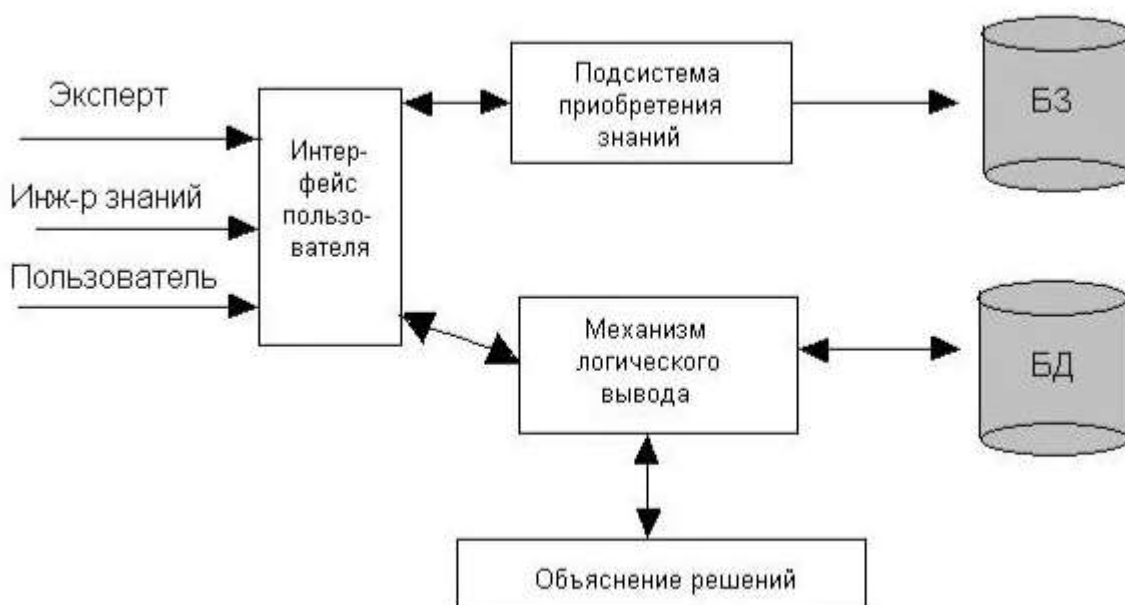 Эксперт
Инж-р знаний
Пользователь
Интер-
фейс
пользо-
вателя
Подсистема
приобретения
знаний
БЗ
Механизм
логического
вывода
БД
Объяснение решений